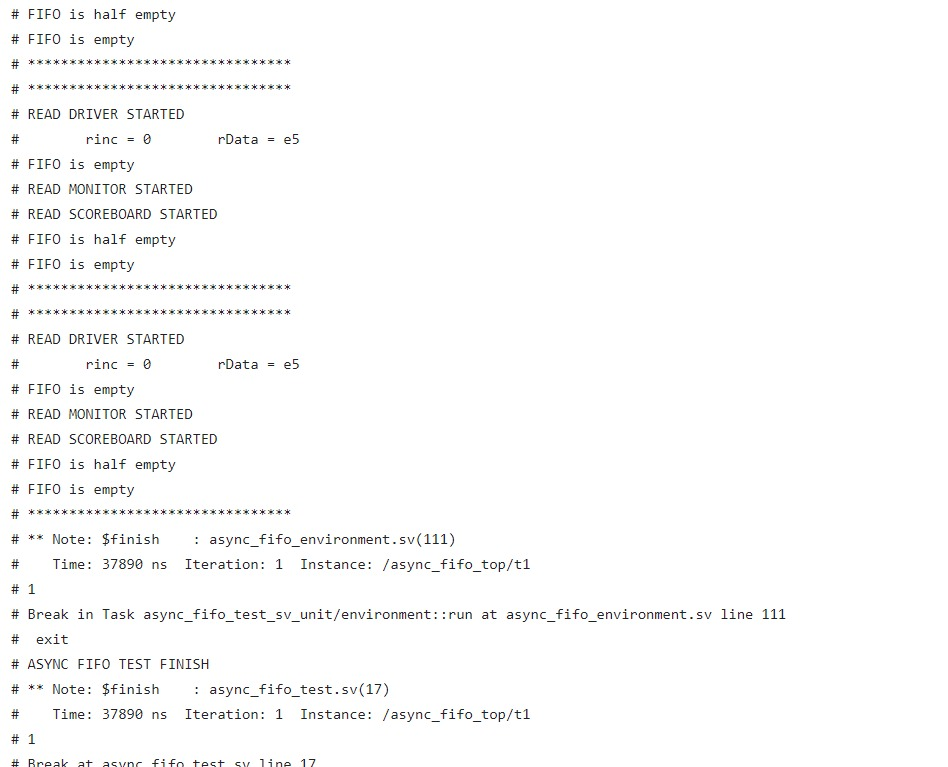 # FIFO is half empty
# FIFO is empty
# ********************************
# ********************************
# READ DRIVER STARTED
#        rinc = 0        rData = e5
# FIFO is empty
# READ MONITOR STARTED
# READ SCOREBOARD STARTED
# FIFO is half empty
# FIFO is empty
# ********************************
# ********************************
# READ DRIVER STARTED
#        rinc = 0        rData = e5
# FIFO is empty
# READ MONITOR STARTED
# READ SCOREBOARD STARTED
# FIFO is half empty
# FIFO is empty
# ********************************
# ** Note: $finish    : async_fifo_environment.sv(111)
#    Time: 37890 ns  Iteration: 1  Instance: /async_fifo_top/t1
# 1
# Break in Task async_fifo_test_sv_unit/environment::run at async_fifo_environment.sv line 111
#  exit
# ASYNC FIFO TEST FINISH
# ** Note: $finish    : async_fifo_test.sv(17)
#    Time: 37890 ns  Iteration: 1  Instance: /async_fifo_top/t1
# 1
# Break at async_fifo_test.sv line 17